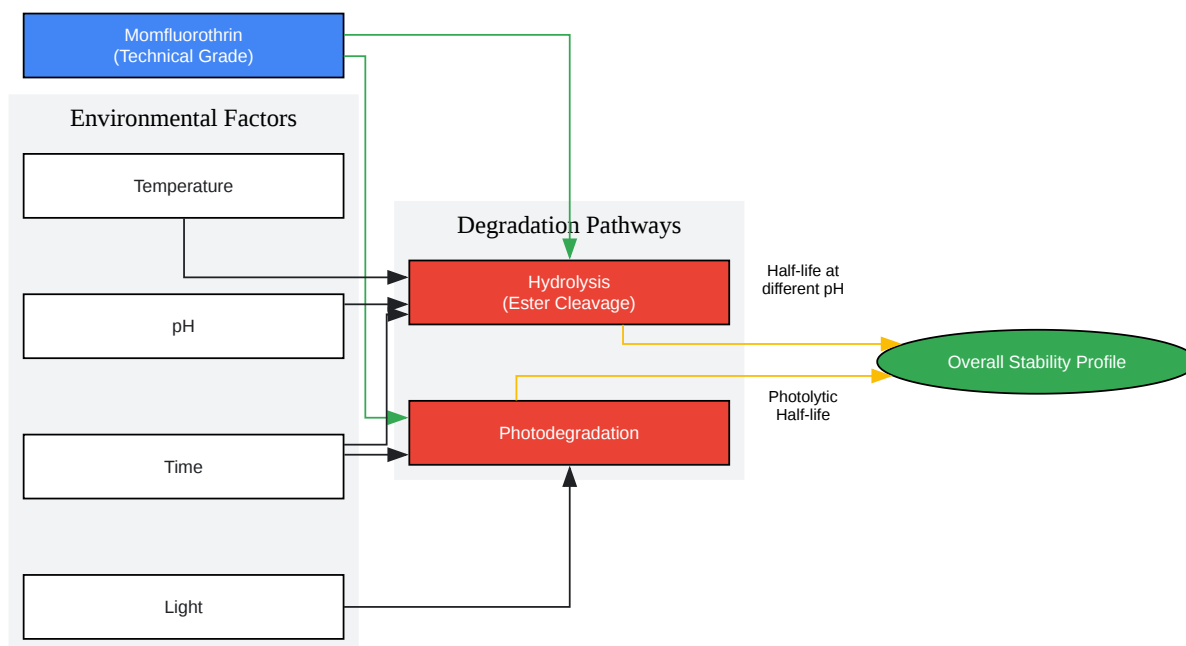 Momfluorothrin
(Technical Grade)
Environmental Factors
Temperature
pH
Time
Light
Degradation Pathways
Hydrolysis
(Ester Cleavage)
Photodegradation
Half-life at
different pH
Photolytic
Half-life
Overall Stability Profile